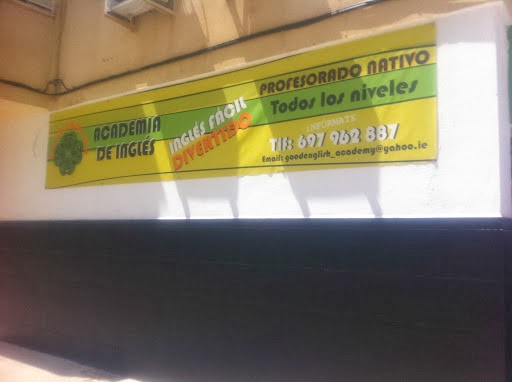 ACADEMIA
DE INGLÉS
INGLÉS FÁCIL
DIVERTIDO
PROFESORADO NATIVO
Todos los niveles
INFÓRMATE
Tlf: 697 962 887
Email: goodenglish_academy@yahoo.ie